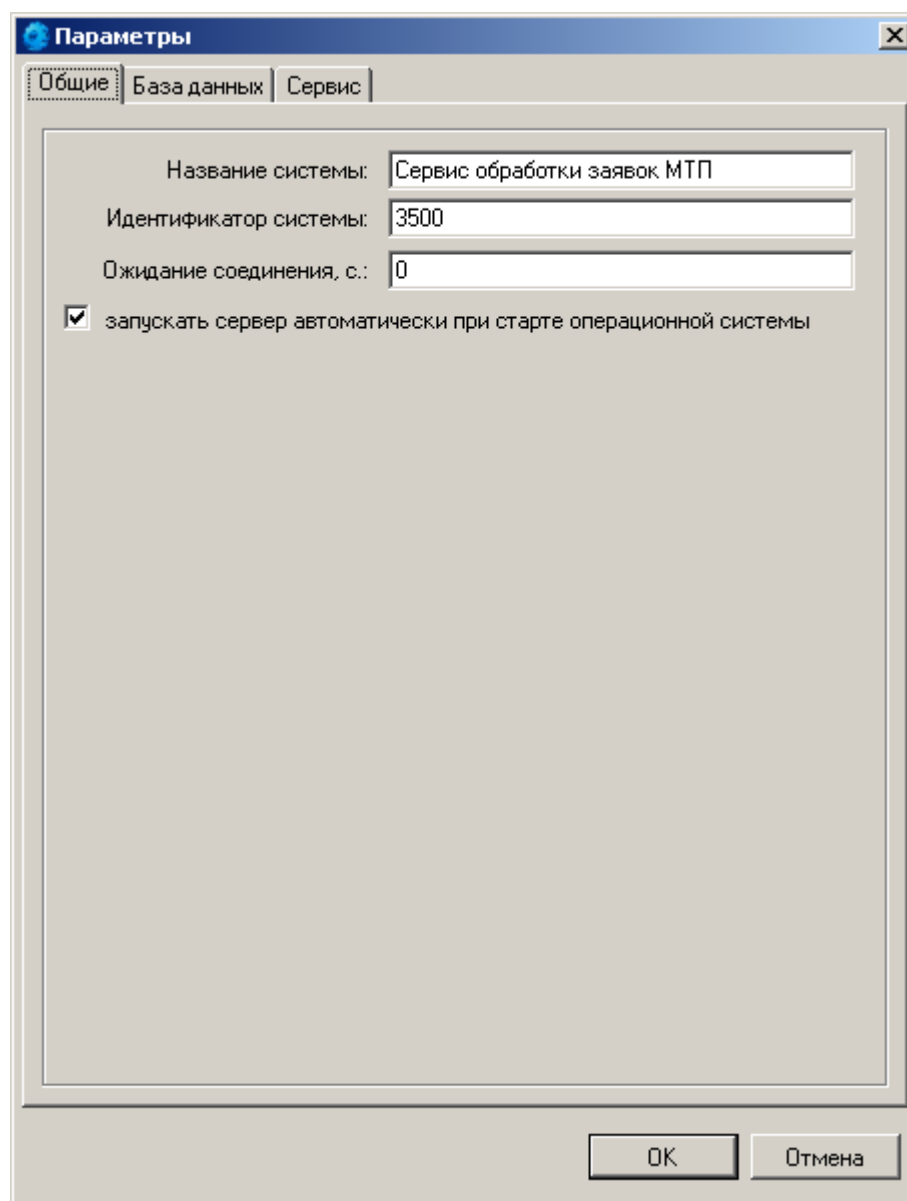 Параметры
Общие База данных Сервис
Название системы: Сервис обработки заявок МТП
Идентификатор системы: 3500
Ожидание соединения, с.: 0
запускать сервер автоматически при старте операционной системы
OK Отмена